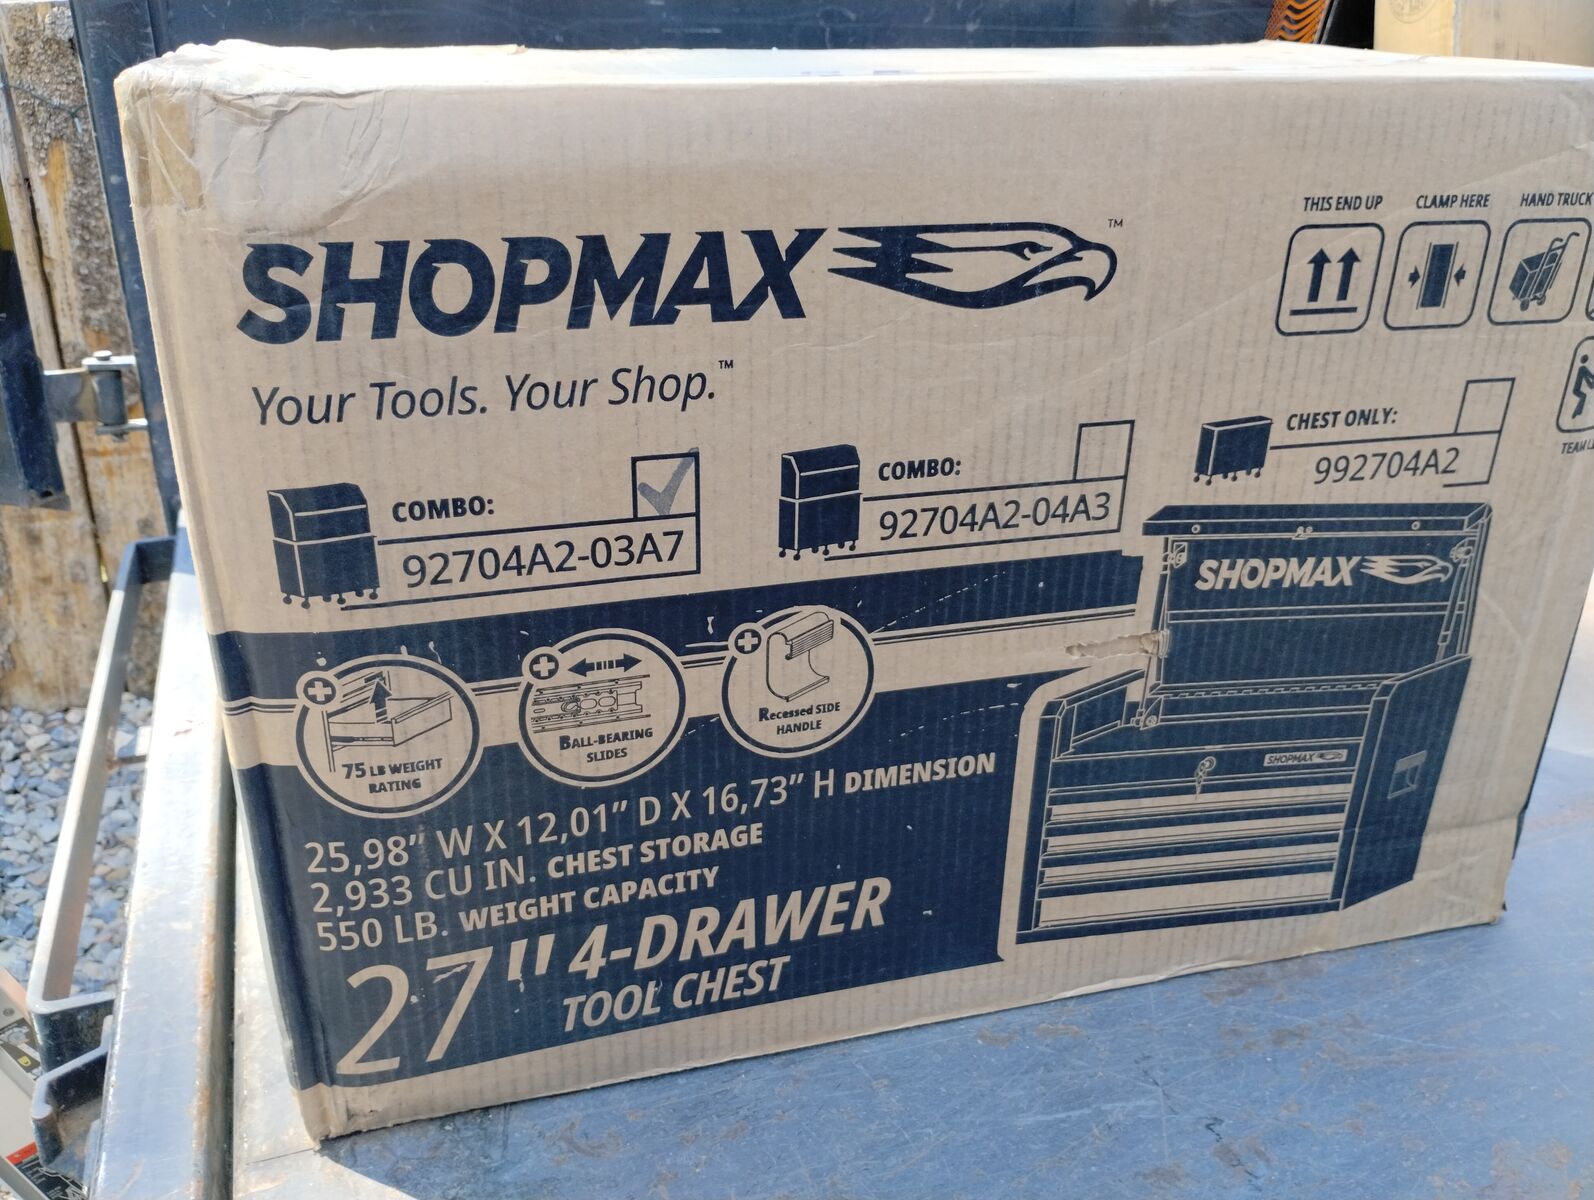 SHOPMAX ™
Your Tools. Your Shop.™
THIS END UP
CLAMP HERE
HAND TRUCK
COMBO:
92704A2-03A7
COMBO:
92704A2-04A3
CHEST ONLY:
992704A2
SHOPMAX
SHOPMAX
75 LB WEIGHT
RATING
BALL-BEARING
SLIDES
Recessed SIDE
HANDLE
25,98” W X 12,01” D X 16,73” H DIMENSION
2,933 CU IN. CHEST STORAGE
550 LB. WEIGHT CAPACITY
27" 4-DRAWER
TOOL CHEST